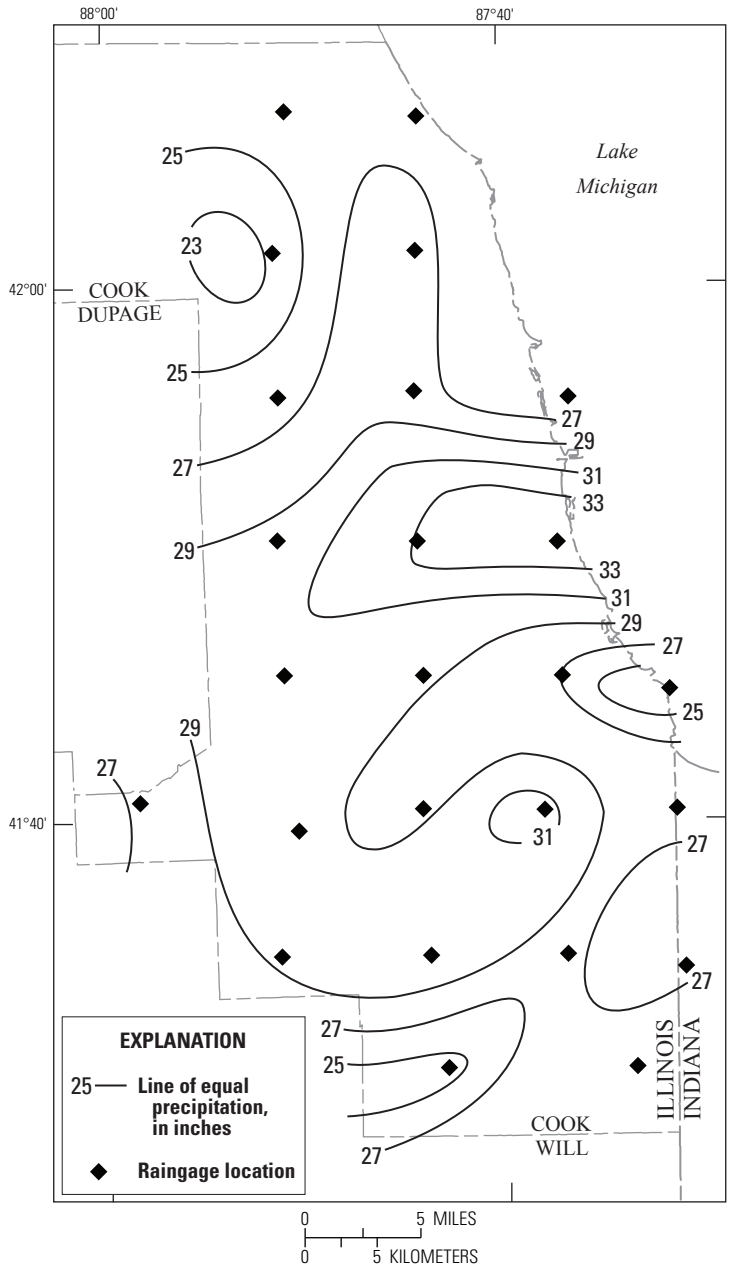 88°00'
87°40'
25
Lake
Michigan
23
42°00'
COOK
DUPAGE
25
27
27
29
31
33
29
33
31
29
27
25
29
27
41°40'
31
27
27
27
25
27
EXPLANATION
25
Line of equal
precipitation,
in inches
Raingage location
ILLINOIS
INDIANA
COOK
WILL
0 5 MILES
0 5 KILOMETERS